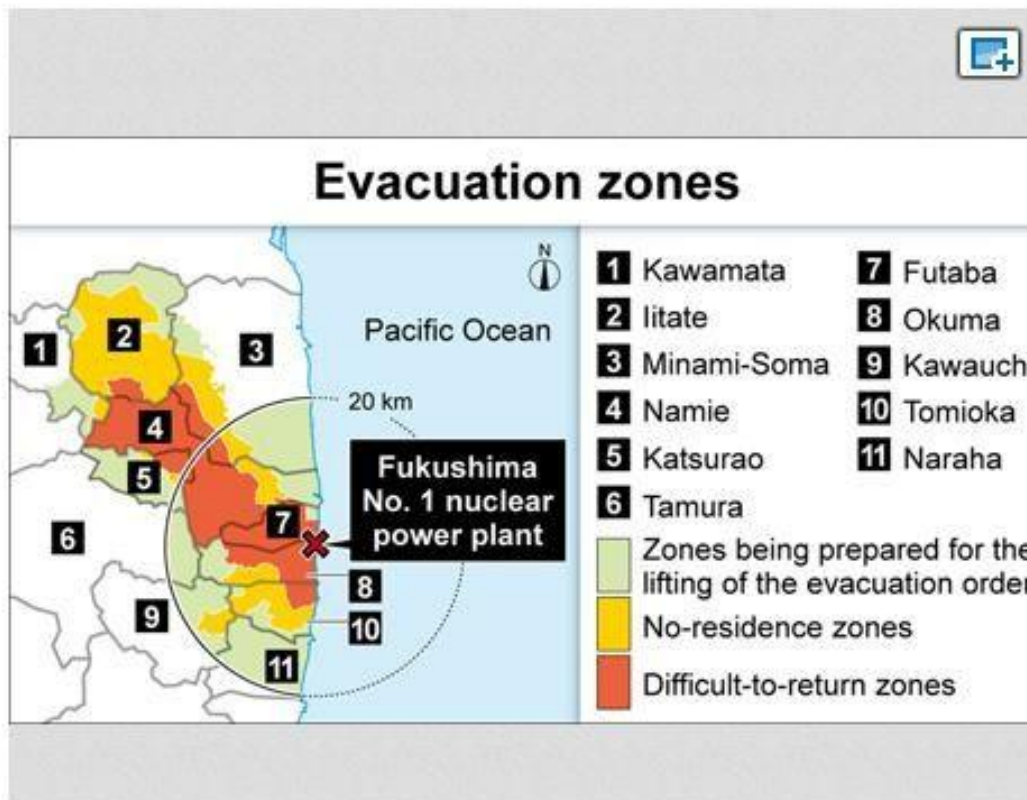 Evacuation zones
N
Pacific Ocean
20 km
Fukushima
No. 1 nuclear
power plant
1
2
3
4
5
6
7
8
9
10
11
1 Kawamata
2 Iitate
3 Minami-Soma
4 Namie
5 Katsurao
6 Tamura
7 Futaba
8 Okuma
9 Kawauch
10 Tomioka
11 Naraha
Zones being prepared for the
lifting of the evacuation order
No-residence zones
Difficult-to-return zones